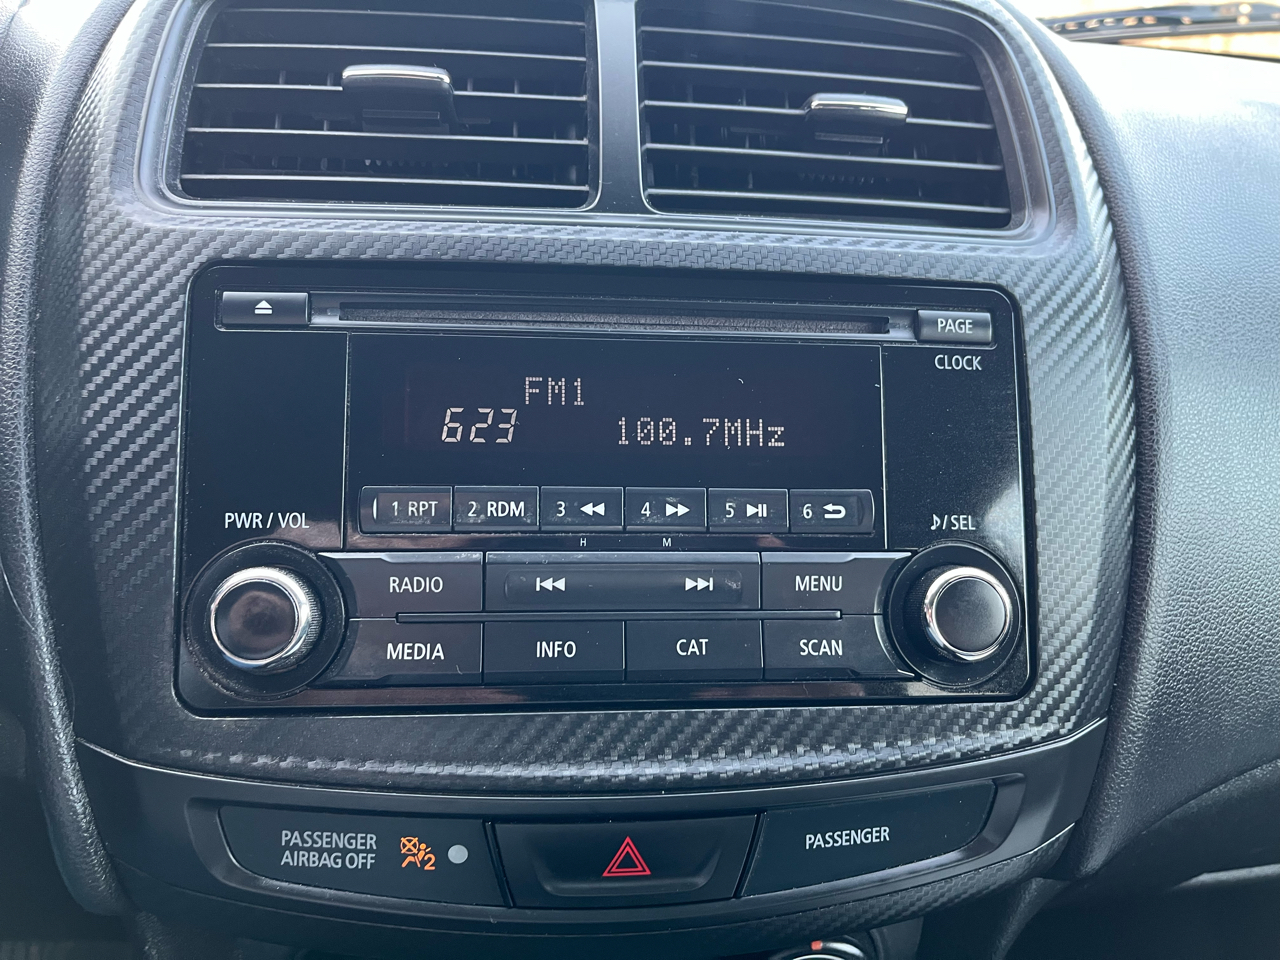 PAGE
CLOCK
FM1
623 100.7MHz
1 RPT 2 RDM 3 4 5 6
H M
PWR / VOL
/SEL
RADIO MENU
MEDIA INFO CAT SCAN
PASSENGER
AIRBAG OFF
2
PASSENGER